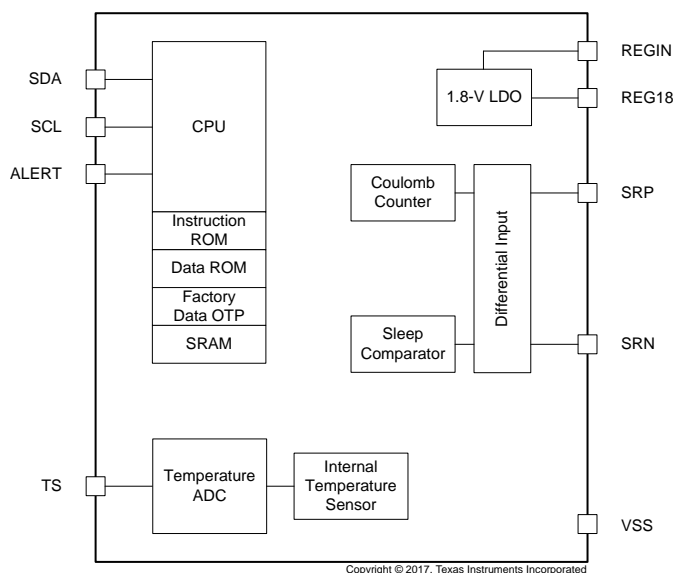 REGIN
SDA
1.8-V LDO
REG18
SCL
CPU
ALERT
Coulomb
Counter
SRP
Instruction
ROM
Data ROM
Factory
Data OTP
SRAM
Differential Input
Sleep
Comparator
SRN
TS
Temperature
ADC
Internal
Temperature
Sensor
VSS
Copyright © 2017, Texas Instruments Incorporated